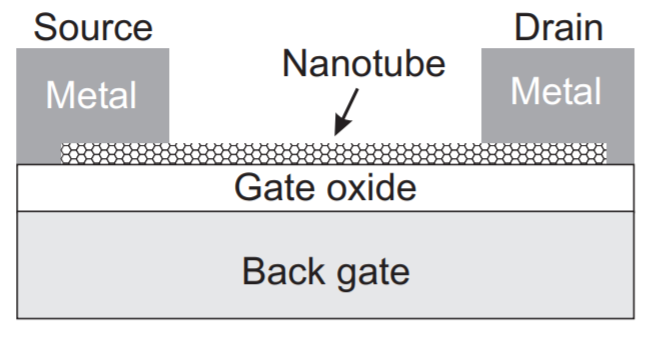 Source
Drain
Nanotube
Metal
Metal
Gate oxide
Back gate